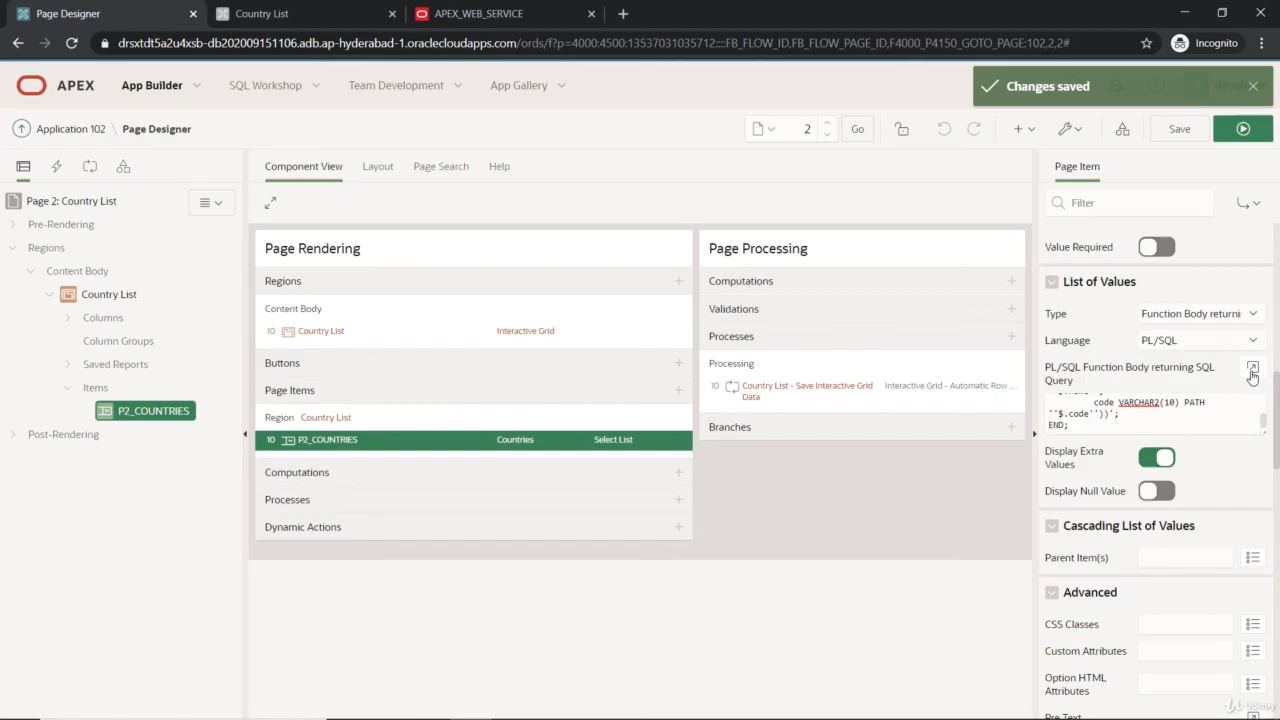 Page Designer
Country List
APEX_WEB_SERVICE
drsxtdt5a2u4xsb-db202009151106.adb.ap-hyderabad-1.oraclecloudapps.com/ords/f?p=4000:4500:13537031035712::::FB_FLOW_ID,FB_FLOW_PAGE_ID,F4000_P4150_GOTO_PAGE:102,2,2#
Incognito
APEX
App Builder
SQL Workshop
Team Development
App Gallery
Changes saved
Application 102
Page Designer
2
Go
Save
Component View
Layout
Page Search
Help
Page Item
Page 2: Country List
Filter
Pre-Rendering
Regions
Content Body
Country List
Columns
Column Groups
Saved Reports
Items
P2_COUNTRIES
Post-Rendering
Page Rendering
Regions
Content Body
10 Country List Interactive Grid
Buttons
Page Items
Region Country List
10 P2_COUNTRIES Countries Select List
Computations
Processes
Dynamic Actions
Page Processing
Computations
Validations
Processes
Processing
10 Country List - Save Interactive Grid Data Interactive Grid - Automatic Row ...
Branches
Value Required
List of Values
Type Function Body returni
Language PL/SQL
PL/SQL Function Body returning SQL
Query
code VARCHAR2(10) PATH
''$.code''))';
END;
Display Extra
Values
Display Null Value
Cascading List of Values
Parent Item(s)
Advanced
CSS Classes
Custom Attributes
Option HTML
Attributes
Pre Text
Udemy